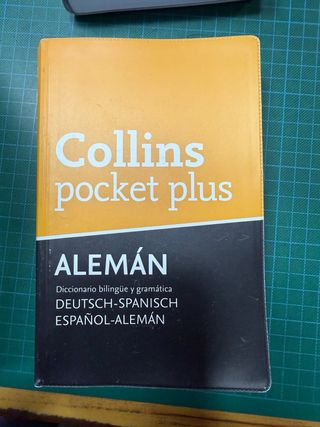 Collins
pocket plus
ALEMÁN
Diccionario bilingüe y gramática
DEUTSCH-SPANISCH
ESPAÑOL-ALEMÁN